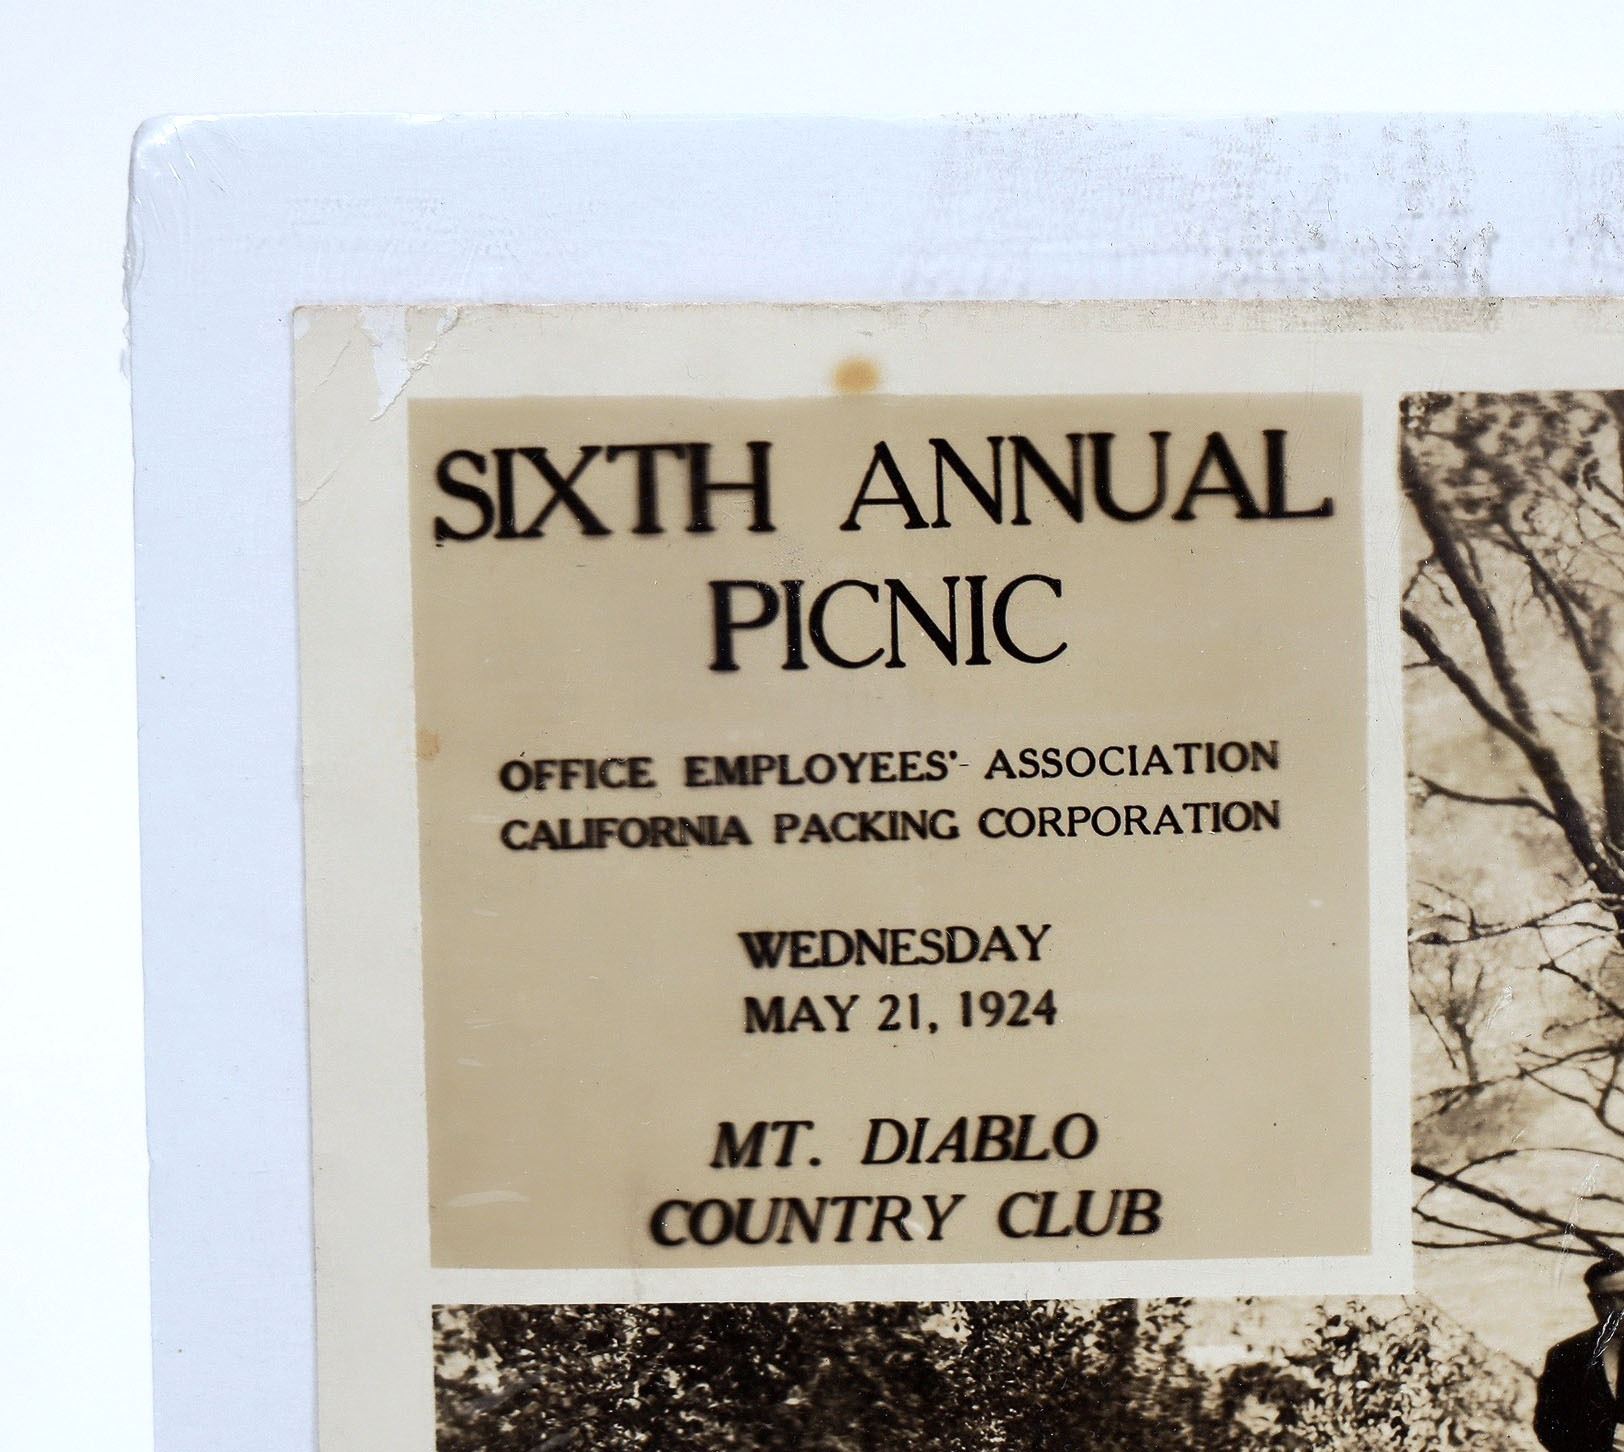 SIXTH ANNUAL
PICNIC
OFFICE EMPLOYEES' ASSOCIATION
CALIFORNIA PACKING CORPORATION
WEDNESDAY
MAY 21, 1924
MT. DIABLO
COUNTRY CLUB